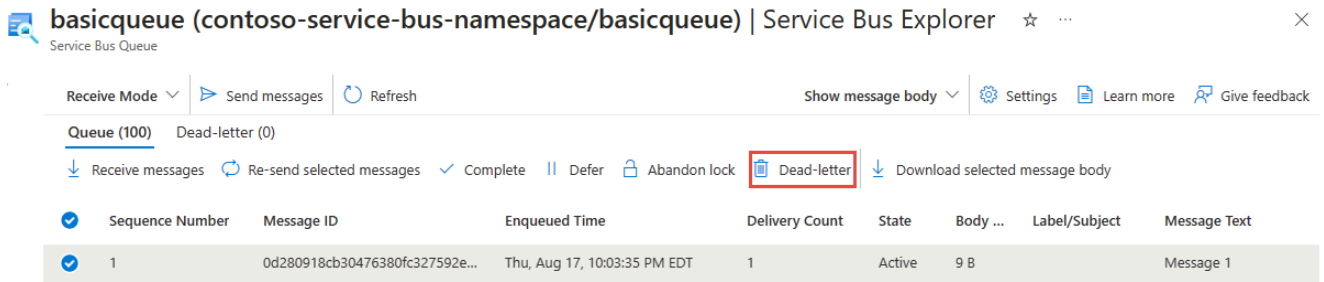 basicqueue (contoso-service-bus-namespace/basicqueue) | Service Bus Explorer
Service Bus Queue
Receive Mode Send messages Refresh Show message body Settings Learn more Give feedback
Queue (100) Dead-letter (0)
Receive messages Re-send selected messages Complete Defer Abandon lock Dead-letter Download selected message body
Sequence Number Message ID Enqueued Time Delivery Count State Body ... Label/Subject Message Text
1 0d280918cb30476380fc327592e... Thu, Aug 17, 10:03:35 PM EDT 1 Active 9 B Message 1